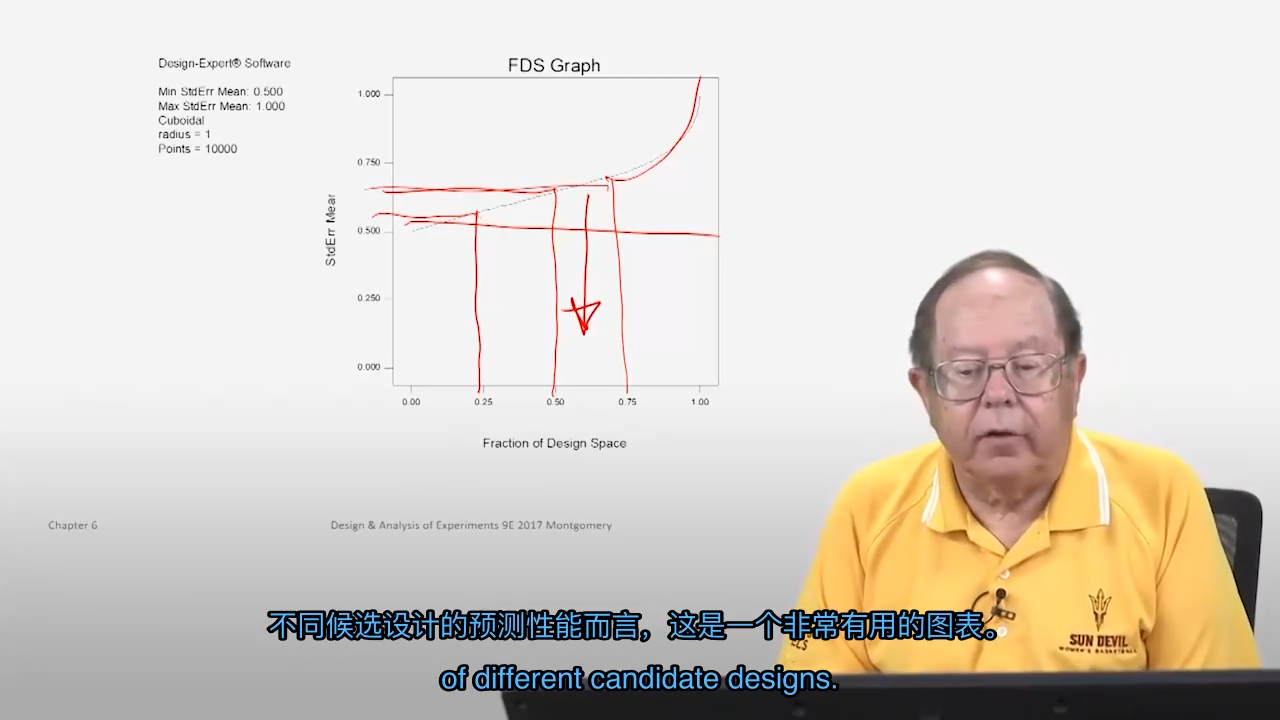 Design-Expert® Software
Min StdErr Mean: 0.500
Max StdErr Mean: 1.000
Cuboidal
radius = 1
Points = 10000
FDS Graph
1.000
0.750
0.500
0.250
0.000
StdErr Mean
0.00 0.25 0.50 0.75 1.00
Fraction of Design Space
Chapter 6
Design & Analysis of Experiments 9E 2017 Montgomery
SUN DEVIL
WOMEN'S BASKETBALL
不同候选设计的预测性能而言，这是一个非常有用的图表。
of different candidate designs.